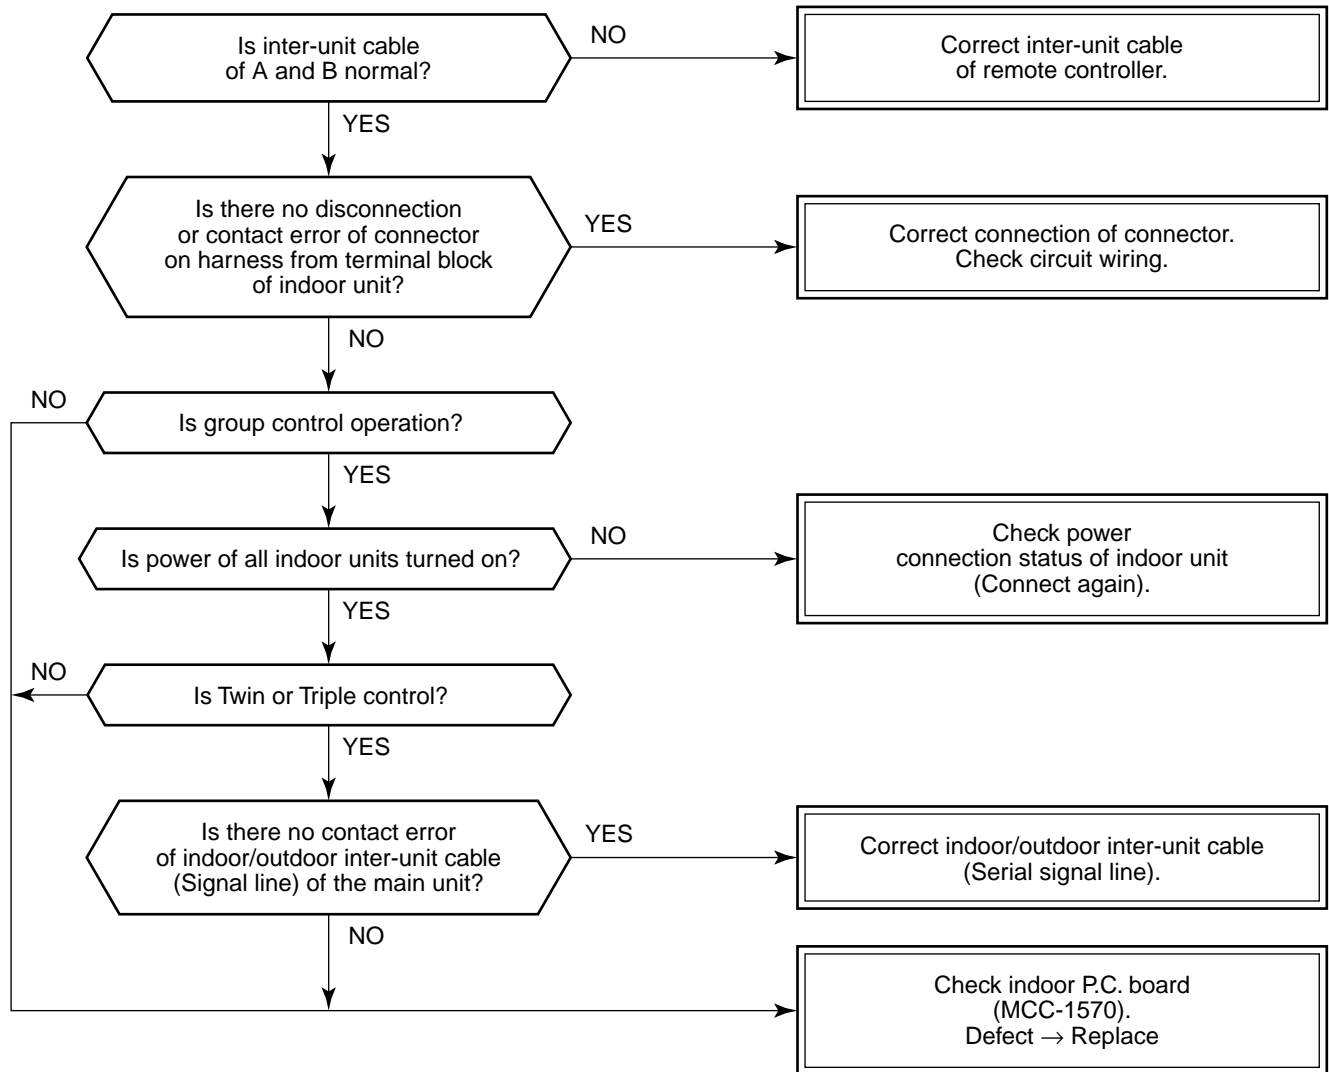 Is inter-unit cable
of A and B normal?
NO
Correct inter-unit cable
of remote controller.
YES
Is there no disconnection
or contact error of connector
on harness from terminal block
of indoor unit?
YES
Correct connection of connector.
Check circuit wiring.
NO
NO
Is group control operation?
YES
Is power of all indoor units turned on?
NO
Check power
connection status of indoor unit
(Connect again).
YES
NO
Is Twin or Triple control?
YES
Is there no contact error
of indoor/outdoor inter-unit cable
(Signal line) of the main unit?
YES
Correct indoor/outdoor inter-unit cable
(Serial signal line).
NO
Check indoor P.C. board
(MCC-1570).
Defect → Replace